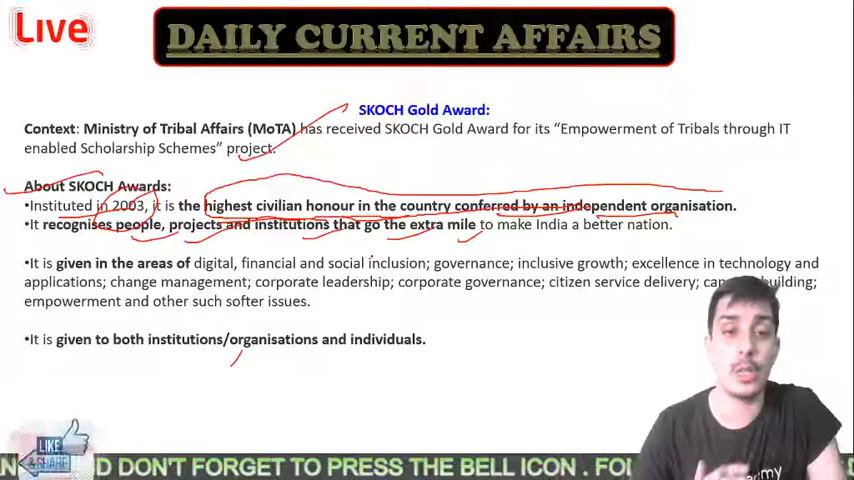 Live
DAILY CURRENT AFFAIRS
SKOCH Gold Award:
Context: Ministry of Tribal Affairs (MoTA) has received SKOCH Gold Award for its “Empowerment of Tribals through IT
enabled Scholarship Schemes” project.
About SKOCH Awards:
•Instituted in 2003, it is the highest civilian honour in the country conferred by an independent organisation.
•It recognises people, projects and institutions that go the extra mile to make India a better nation.
•It is given in the areas of digital, financial and social inclusion; governance; inclusive growth; excellence in technology and
applications; change management; corporate leadership; corporate governance; citizen service delivery; building;
empowerment and other such softer issues.
•It is given to both institutions/organisations and individuals.
LIKE
& SHARE
D DON'T FORGET TO PRESS THE BELL ICON . FO